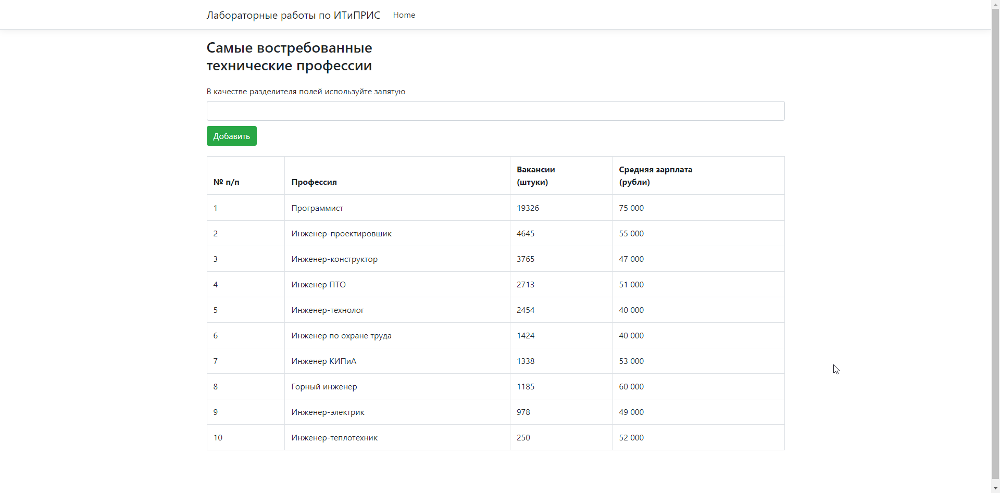 Лабораторные работы по ИТиПРИС Home
Самые востребованные
технические профессии
В качестве разделителя полей используйте запятую
Добавить
№ п/п Профессия Вакансии (штуки) Средняя зарплата (рубли)
1 Программист 19326 75 000
2 Инженер-проектировшик 4645 55 000
3 Инженер-конструктор 3765 47 000
4 Инженер ПТО 2713 51 000
5 Инженер-технолог 2454 40 000
6 Инженер по охране труда 1424 40 000
7 Инженер КИПиА 1338 53 000
8 Горный инженер 1185 60 000
9 Инженер-электрик 978 49 000
10 Инженер-теплотехник 250 52 000